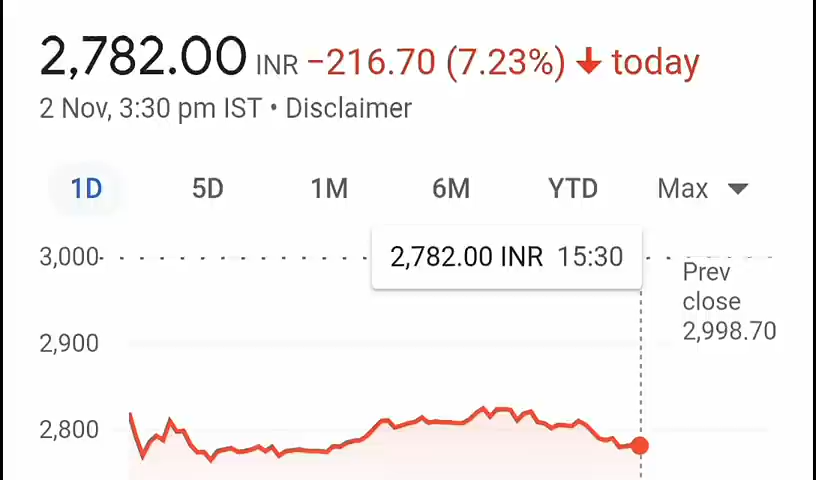 2,782.00 INR −216.70 (7.23%) ↓ today
2 Nov, 3:30 pm IST • Disclaimer
1D 5D 1M 6M YTD Max
3,000
2,782.00 INR 15:30
Prev
close
2,998.70
2,900
2,800